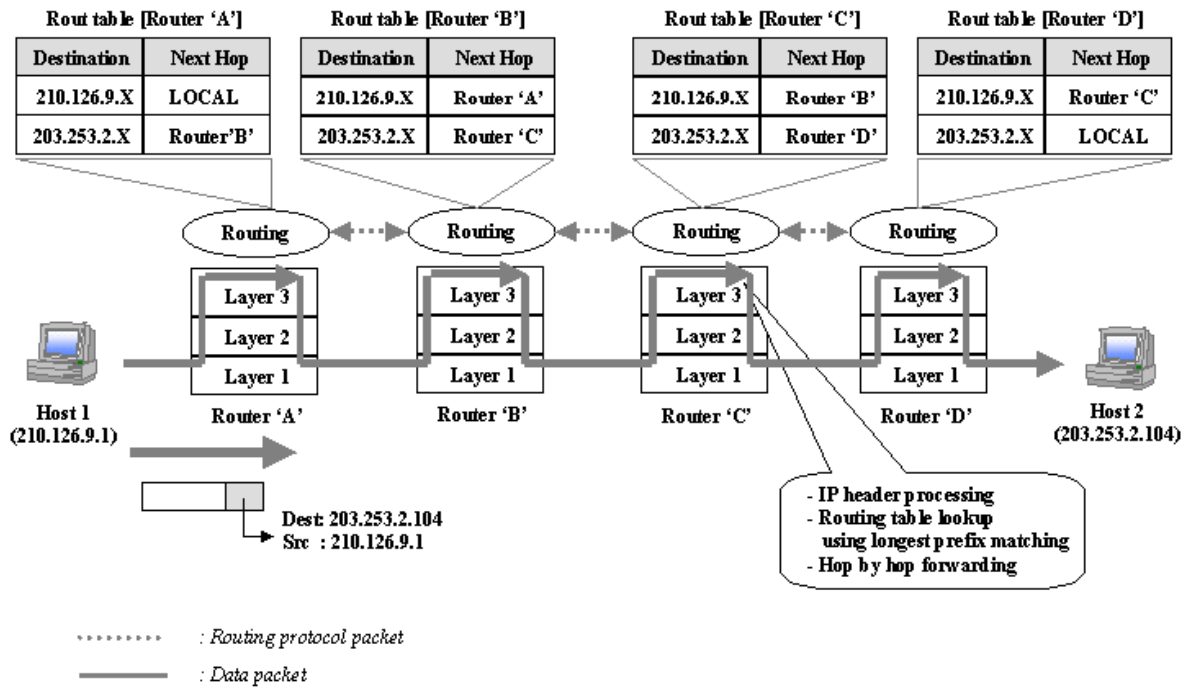 Rout table [Router ‘A’]
Destination Next Hop
210.126.9.X LOCAL
203.253.2.X Router’B’
Rout table [Router ‘B’]
Destination Next Hop
210.126.9.X Router ‘A’
203.253.2.X Router ‘C’
Rout table [Router ‘C’]
Destination Next Hop
210.126.9.X Router ‘B’
203.253.2.X Router ‘D’
Rout table [Router ‘D’]
Destination Next Hop
210.126.9.X Router ‘C’
203.253.2.X LOCAL
Routing
Routing
Routing
Routing
Layer 3
Layer 2
Layer 1
Router ‘A’
Layer 3
Layer 2
Layer 1
Router ‘B’
Layer 3
Layer 2
Layer 1
Router ‘C’
Layer 3
Layer 2
Layer 1
Router ‘D’
Host 1
(210.126.9.1)
Host 2
(203.253.2.104)
Dest: 203.253.2.104
Src : 210.126.9.1
- IP header processing
- Routing table lookup
using longest prefix matching
- Hop by hop forwarding
: Routing protocol packet
: Data packet